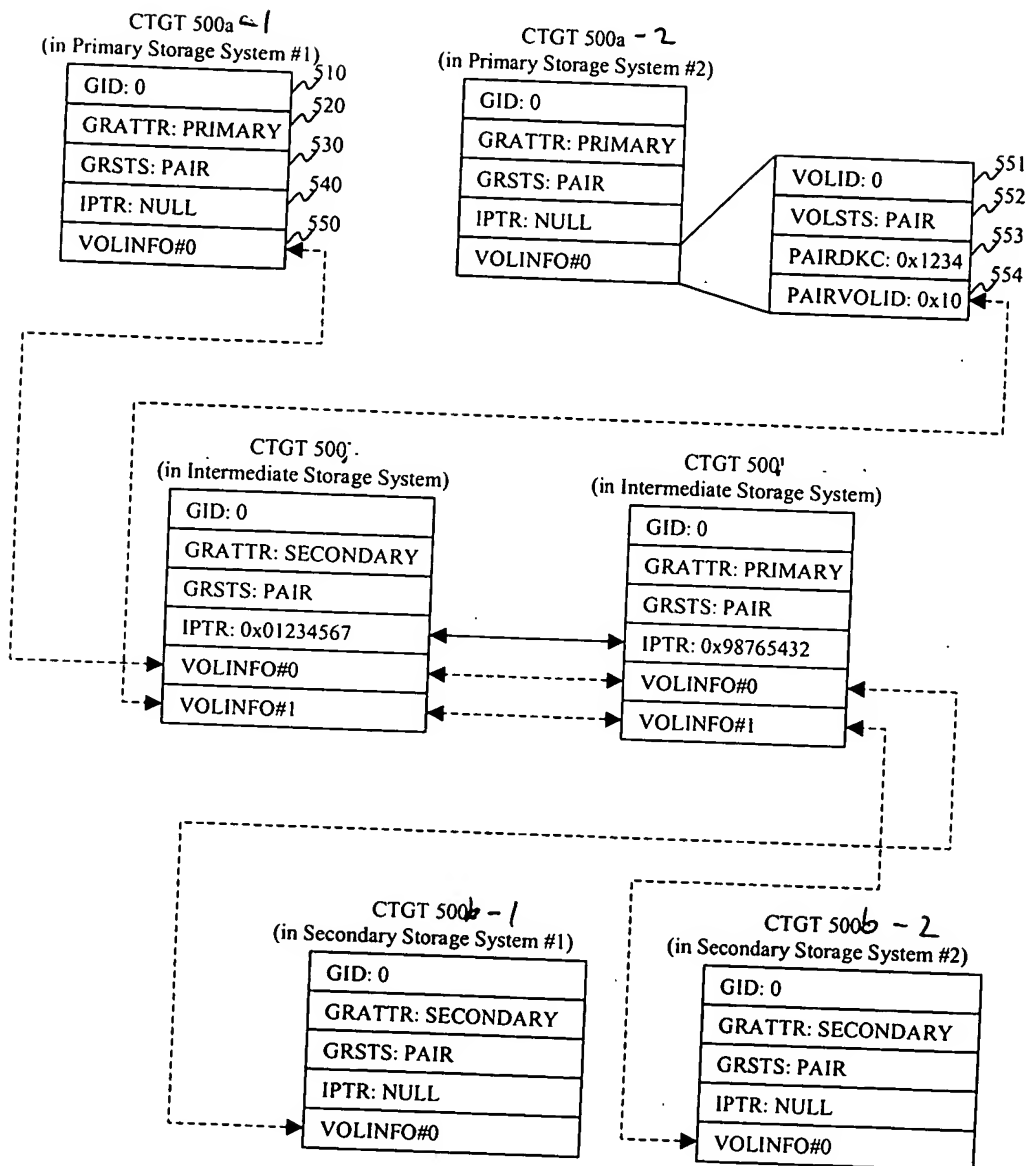 CTGT 500a-1
(in Primary Storage System #1)
GID: 0
GRATTR: PRIMARY
GRSTS: PAIR
IPTR: NULL
VOLINFO#0
510
520
530
540
550
CTGT 500a - 2
(in Primary Storage System #2)
GID: 0
GRATTR: PRIMARY
GRSTS: PAIR
IPTR: NULL
VOLINFO#0
VOLID: 0
VOLSTS: PAIR
PAIRDKC: 0x1234
PAIRVOLID: 0x10
551
552
553
554
CTGT 500
(in Intermediate Storage System)
GID: 0
GRATTR: SECONDARY
GRSTS: PAIR
IPTR: 0x01234567
VOLINFO#0
VOLINFO#1
CTGT 500'
(in Intermediate Storage System)
GID: 0
GRATTR: PRIMARY
GRSTS: PAIR
IPTR: 0x98765432
VOLINFO#0
VOLINFO#1
CTGT 500b - 1
(in Secondary Storage System #1)
GID: 0
GRATTR: SECONDARY
GRSTS: PAIR
IPTR: NULL
VOLINFO#0
CTGT 500b - 2
(in Secondary Storage System #2)
GID: 0
GRATTR: SECONDARY
GRSTS: PAIR
IPTR: NULL
VOLINFO#0